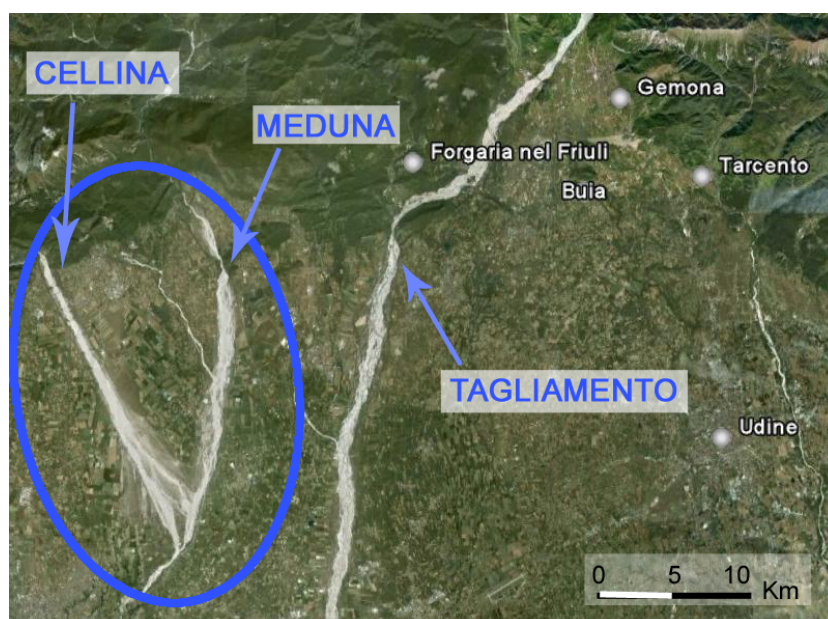 CELLINA
MEDUNA
Gemona
Forgaria nel Friuli
Tarcento
Buia
TAGLIAMENTO
Udine
0 5 10 Km